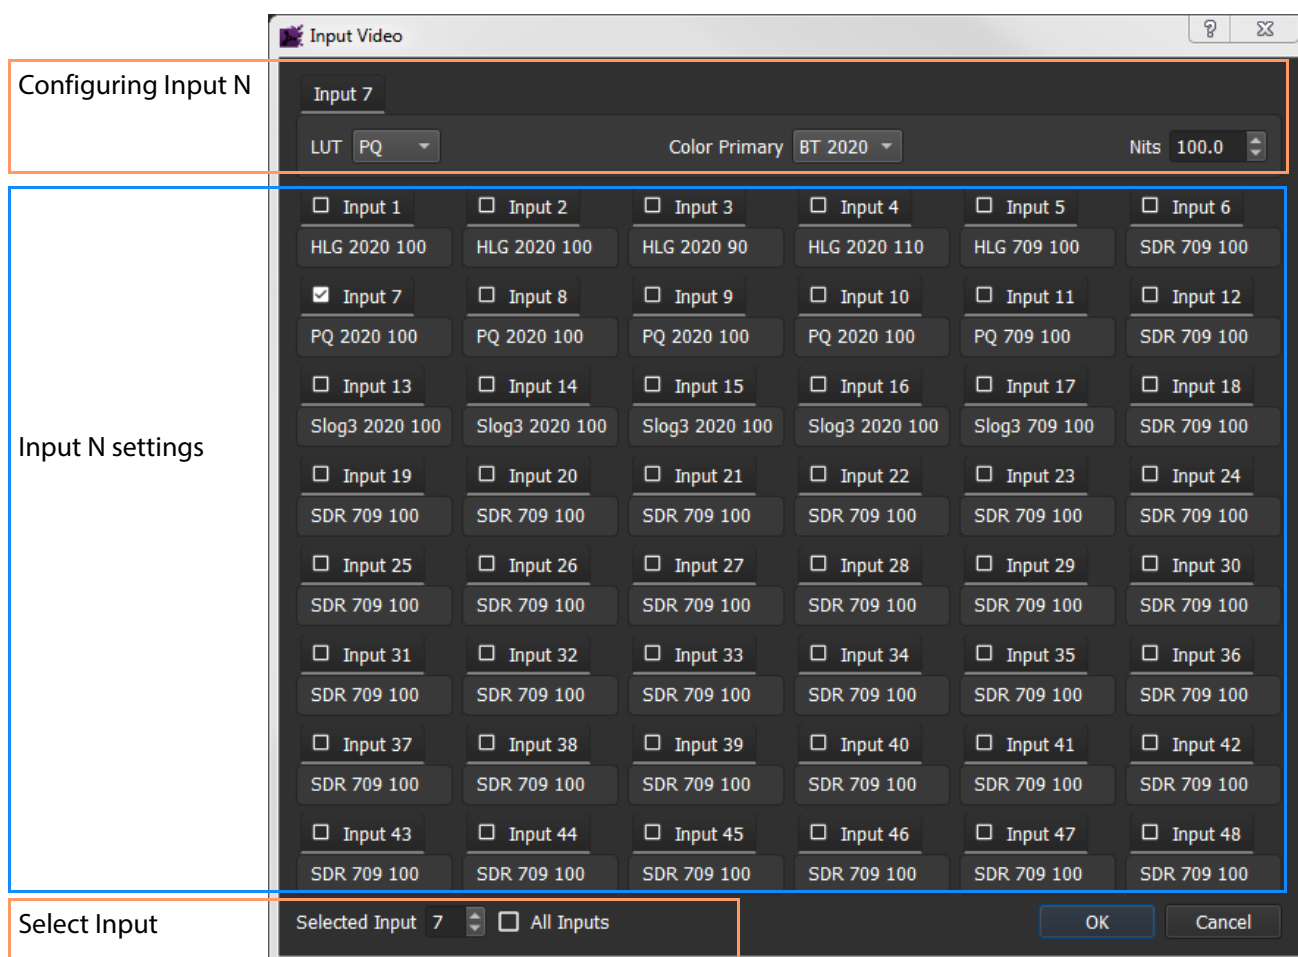 Input Video
Configuring Input N
Input 7
LUT PQ Color Primary BT 2020 Nits 100.0
Input 1 Input 2 Input 3 Input 4 Input 5 Input 6
HLG 2020 100 HLG 2020 100 HLG 2020 90 HLG 2020 110 HLG 709 100 SDR 709 100
Input 7 Input 8 Input 9 Input 10 Input 11 Input 12
PQ 2020 100 PQ 2020 100 PQ 2020 100 PQ 2020 100 PQ 709 100 SDR 709 100
Input 13 Input 14 Input 15 Input 16 Input 17 Input 18
Slog3 2020 100 Slog3 2020 100 Slog3 2020 100 Slog3 2020 100 Slog3 709 100 SDR 709 100
Input N settings
Input 19 Input 20 Input 21 Input 22 Input 23 Input 24
SDR 709 100 SDR 709 100 SDR 709 100 SDR 709 100 SDR 709 100 SDR 709 100
Input 25 Input 26 Input 27 Input 28 Input 29 Input 30
SDR 709 100 SDR 709 100 SDR 709 100 SDR 709 100 SDR 709 100 SDR 709 100
Input 31 Input 32 Input 33 Input 34 Input 35 Input 36
SDR 709 100 SDR 709 100 SDR 709 100 SDR 709 100 SDR 709 100 SDR 709 100
Input 37 Input 38 Input 39 Input 40 Input 41 Input 42
SDR 709 100 SDR 709 100 SDR 709 100 SDR 709 100 SDR 709 100 SDR 709 100
Input 43 Input 44 Input 45 Input 46 Input 47 Input 48
SDR 709 100 SDR 709 100 SDR 709 100 SDR 709 100 SDR 709 100 SDR 709 100
Select Input
Selected Input 7 All Inputs OK Cancel